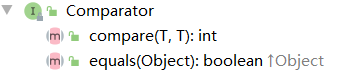 Comparator
compare(T, T): int
equals(Object): boolean ↑Object